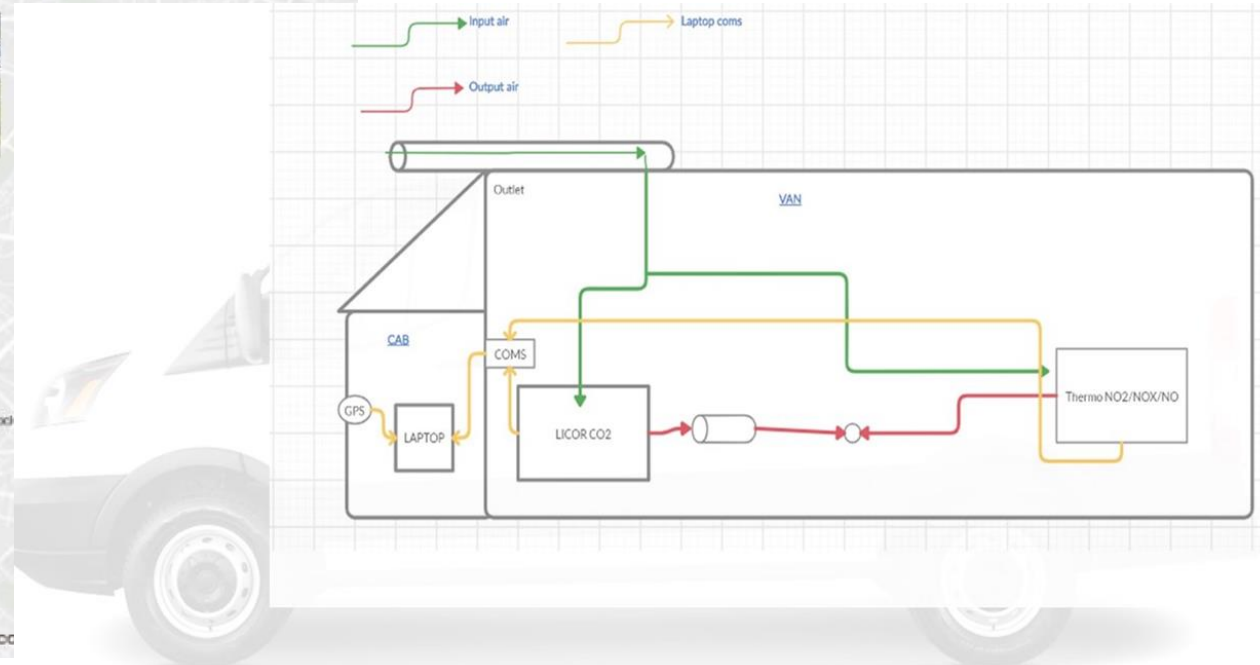 Input air
Laptop coms
Output air
Outlet
VAN
CAB
COMS
GPS
LAPTOP
LICOR CO2
Thermo NO2/NOX/NO